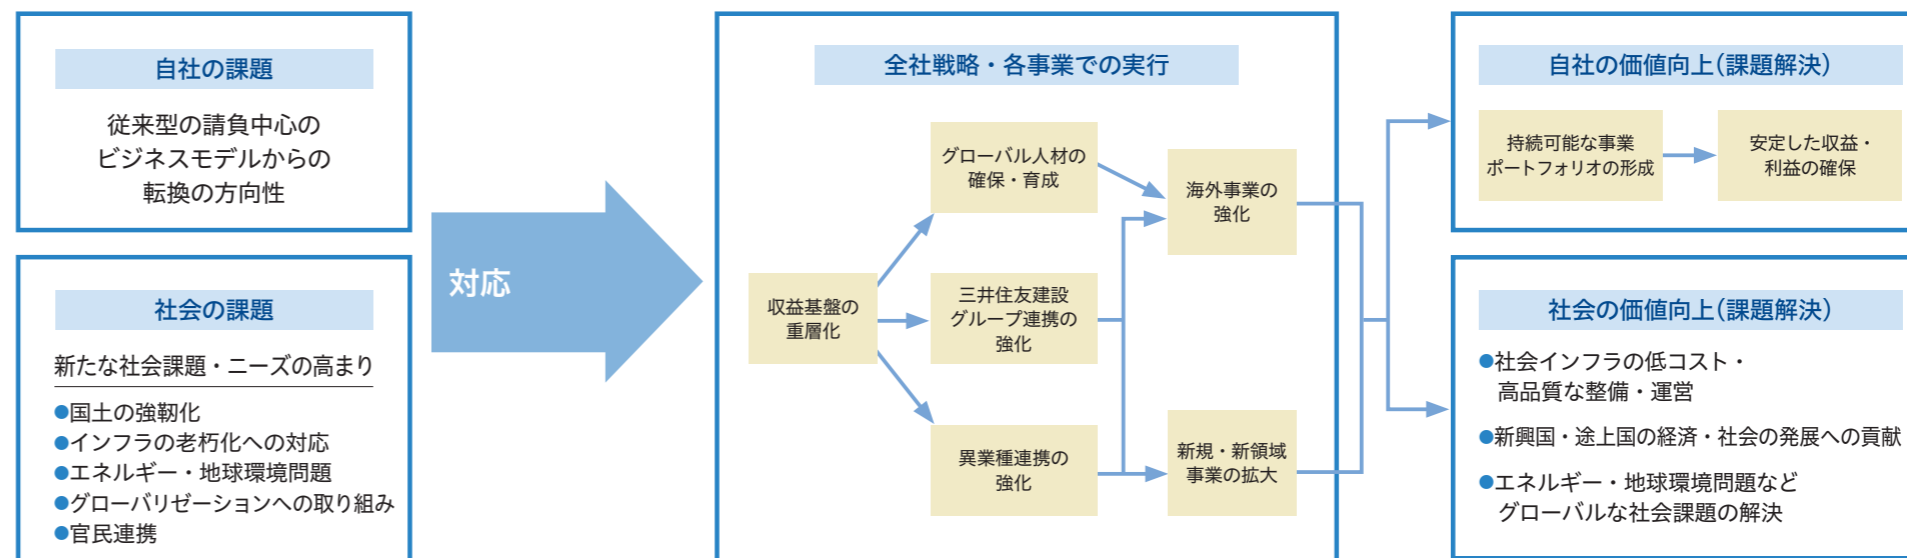 自社の課題
従来型の請負中心の
ビジネスモデルからの
転換の方向性
社会の課題
新たな社会課題・ニーズの高まり
●国土の強靭化
●インフラの老朽化への対応
●エネルギー・地球環境問題
●グローバリゼーションへの取り組み
●官民連携
対応
全社戦略・各事業での実行
収益基盤の
重層化
グローバル人材の
確保・育成
三井住友建設
グループ連携の
強化
異業種連携の
強化
海外事業の
強化
新規・新領域
事業の拡大
自社の価値向上(課題解決)
持続可能な事業
ポートフォリオの形成
安定した収益・
利益の確保
社会の価値向上(課題解決)
●社会インフラの低コスト・
高品質な整備・運営
●新興国・途上国の経済・社会の発展への貢献
●エネルギー・地球環境問題など
グローバルな社会課題の解決